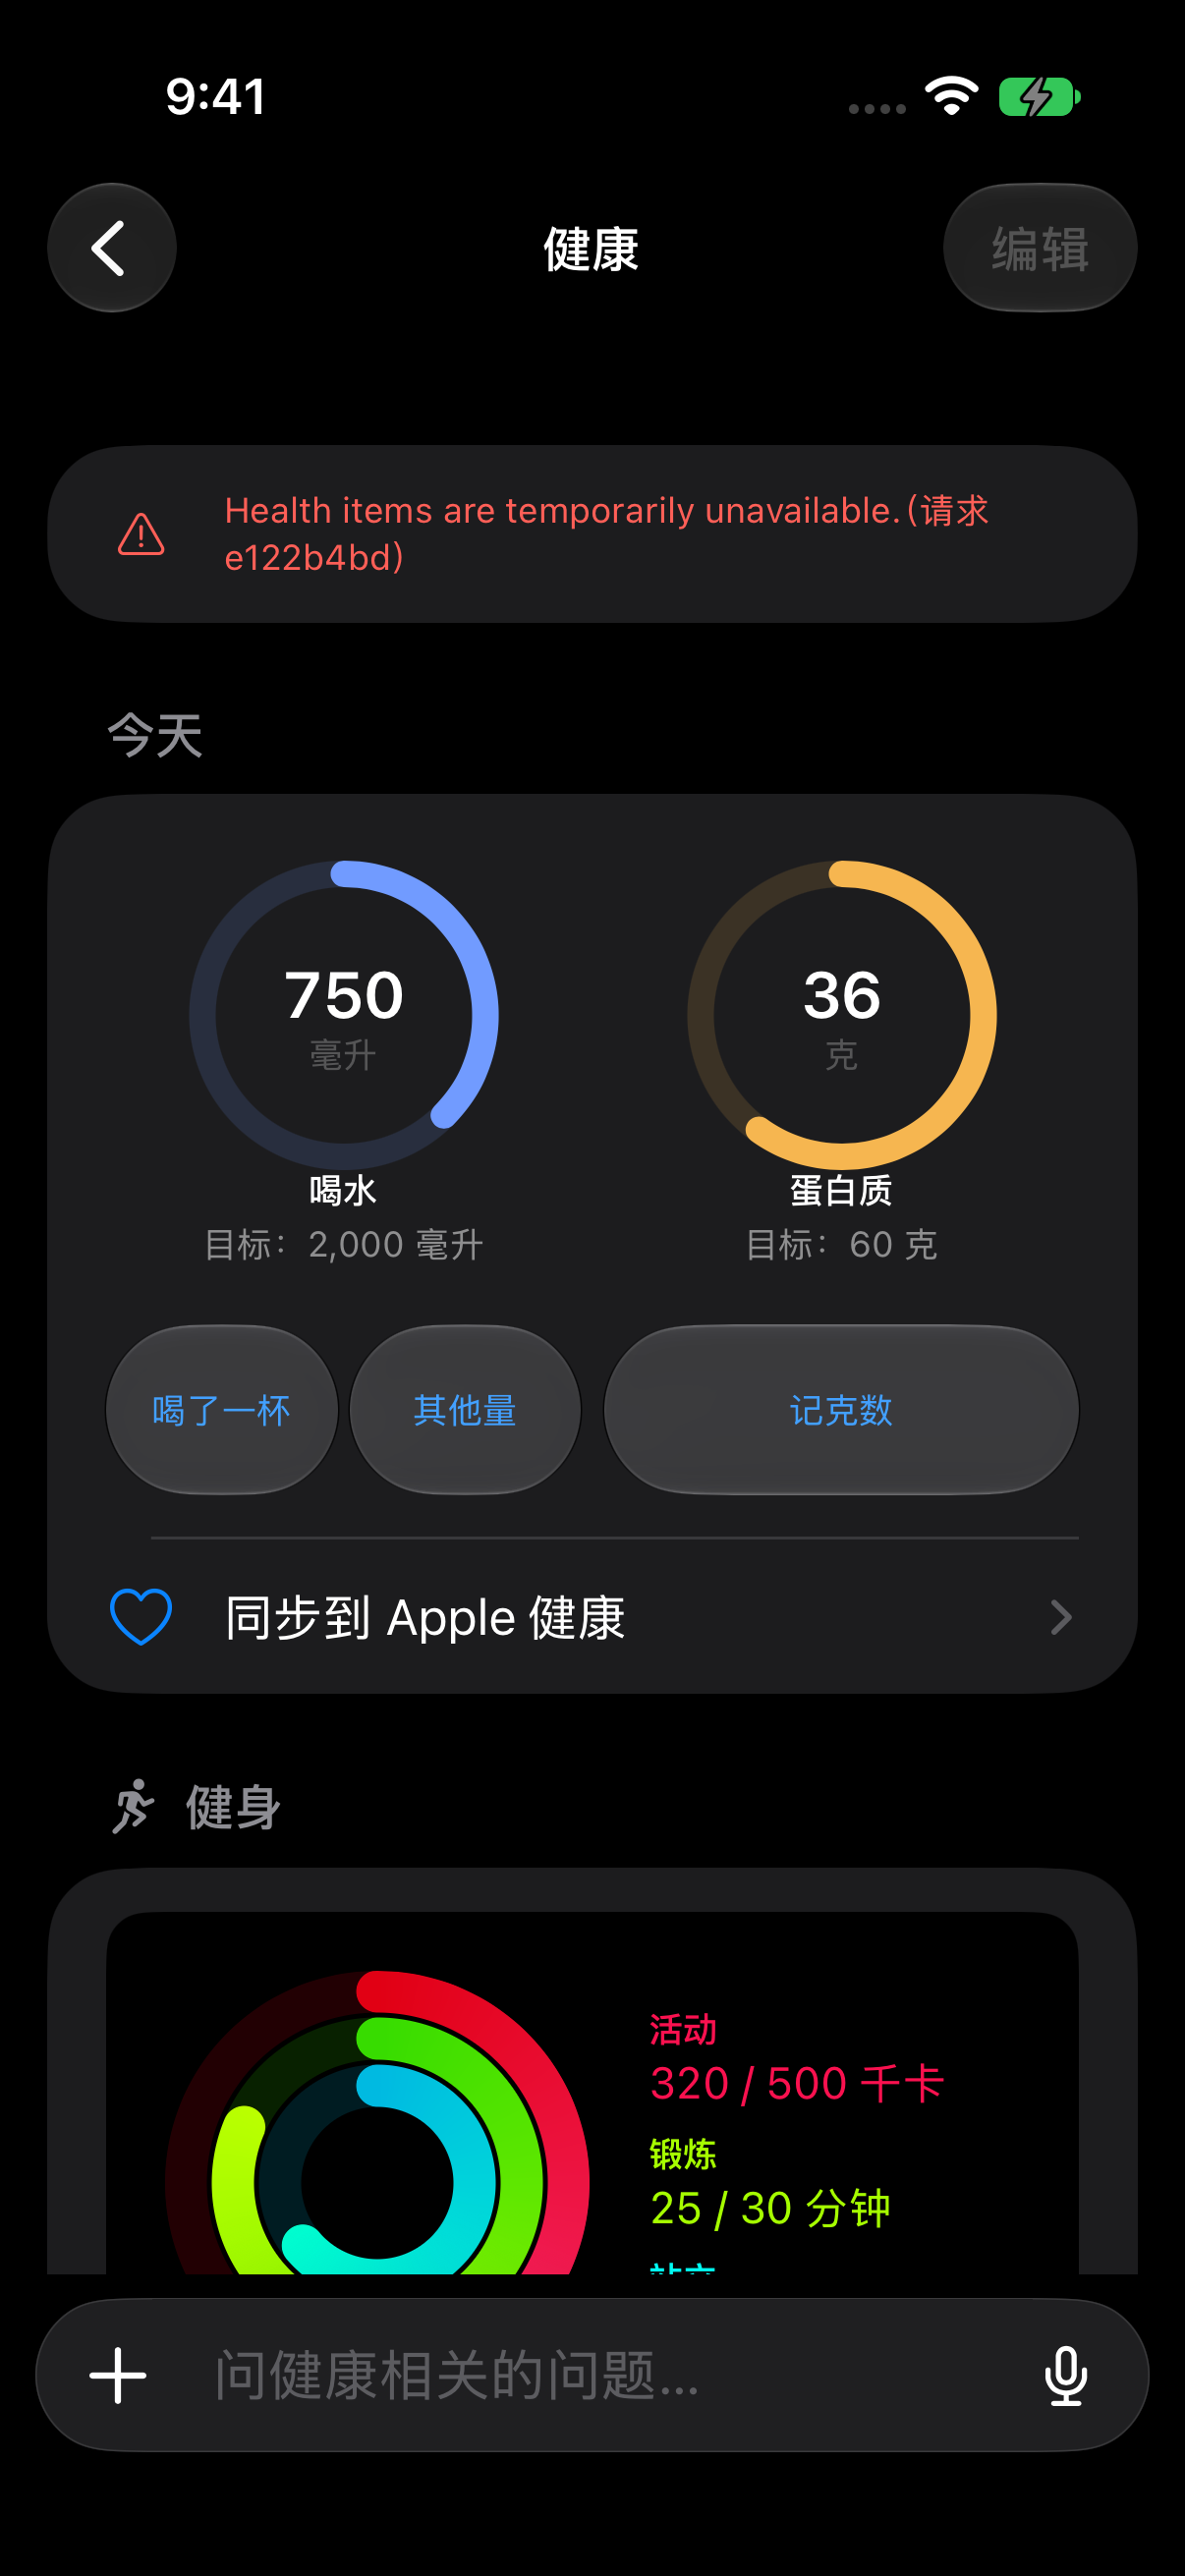 9:41
健康
编辑
Health items are temporarily unavailable.（请求
e122b4bd）
今天
750
毫升
喝水
目标：2,000 毫升
36
克
蛋白质
目标：60 克
喝了一杯
其他量
记克数
同步到 Apple 健康
健身
活动
320 / 500 千卡
锻炼
25 / 30 分钟
问健康相关的问题...